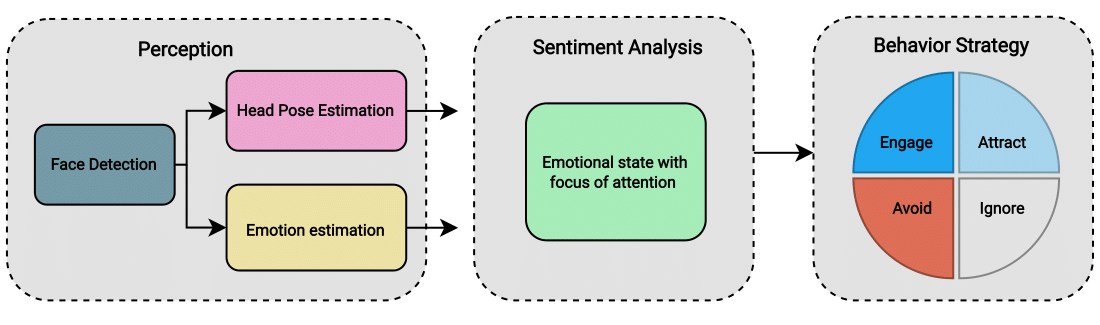 Perception
Face Detection
Head Pose Estimation
Emotion estimation
Sentiment Analysis
Emotional state with
focus of attention
Behavior Strategy
Engage
Attract
Avoid
Ignore